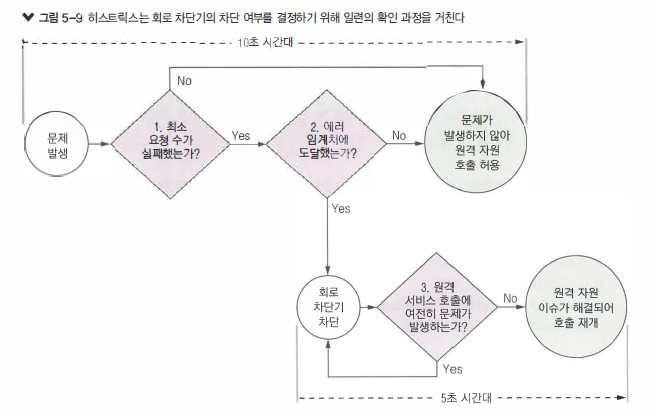 그림 5-9 히스트릭스는 회로 차단기의 차단 여부를 결정하기 위해 일련의 확인 과정을 거친다
10초 시간대
No
문제
발생
1. 최소
요청 수가
실패했는가?
Yes
2. 에러
임계치에
도달했는가?
No
문제가
발생하지 않아
원격 자원
호출 허용
Yes
회로
차단기
차단
3. 원격
서비스 호출에
여전히 문제가
발생하는가?
No
원격 자원
이슈가 해결되어
호출 재개
Yes
5초 시간대